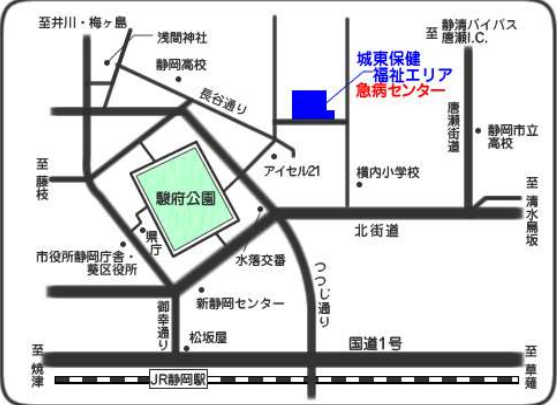 至井川・梅ヶ島
浅間神社
静岡高校
長谷通り
城東保健
福祉エリア
急病センター
至
静清バイパス
唐瀬I.C.
唐瀬街道
静岡市立
高校
至
藤枝
アイセル21
横内小学校
至
清水鳥坂
駿府公園
県庁
市役所静岡庁舎・
葵区役所
水落交番
北街道
つつじ通り
新静岡センター
御幸通り
松坂屋
国道1号
至
焼津
JR静岡駅
至
草薙